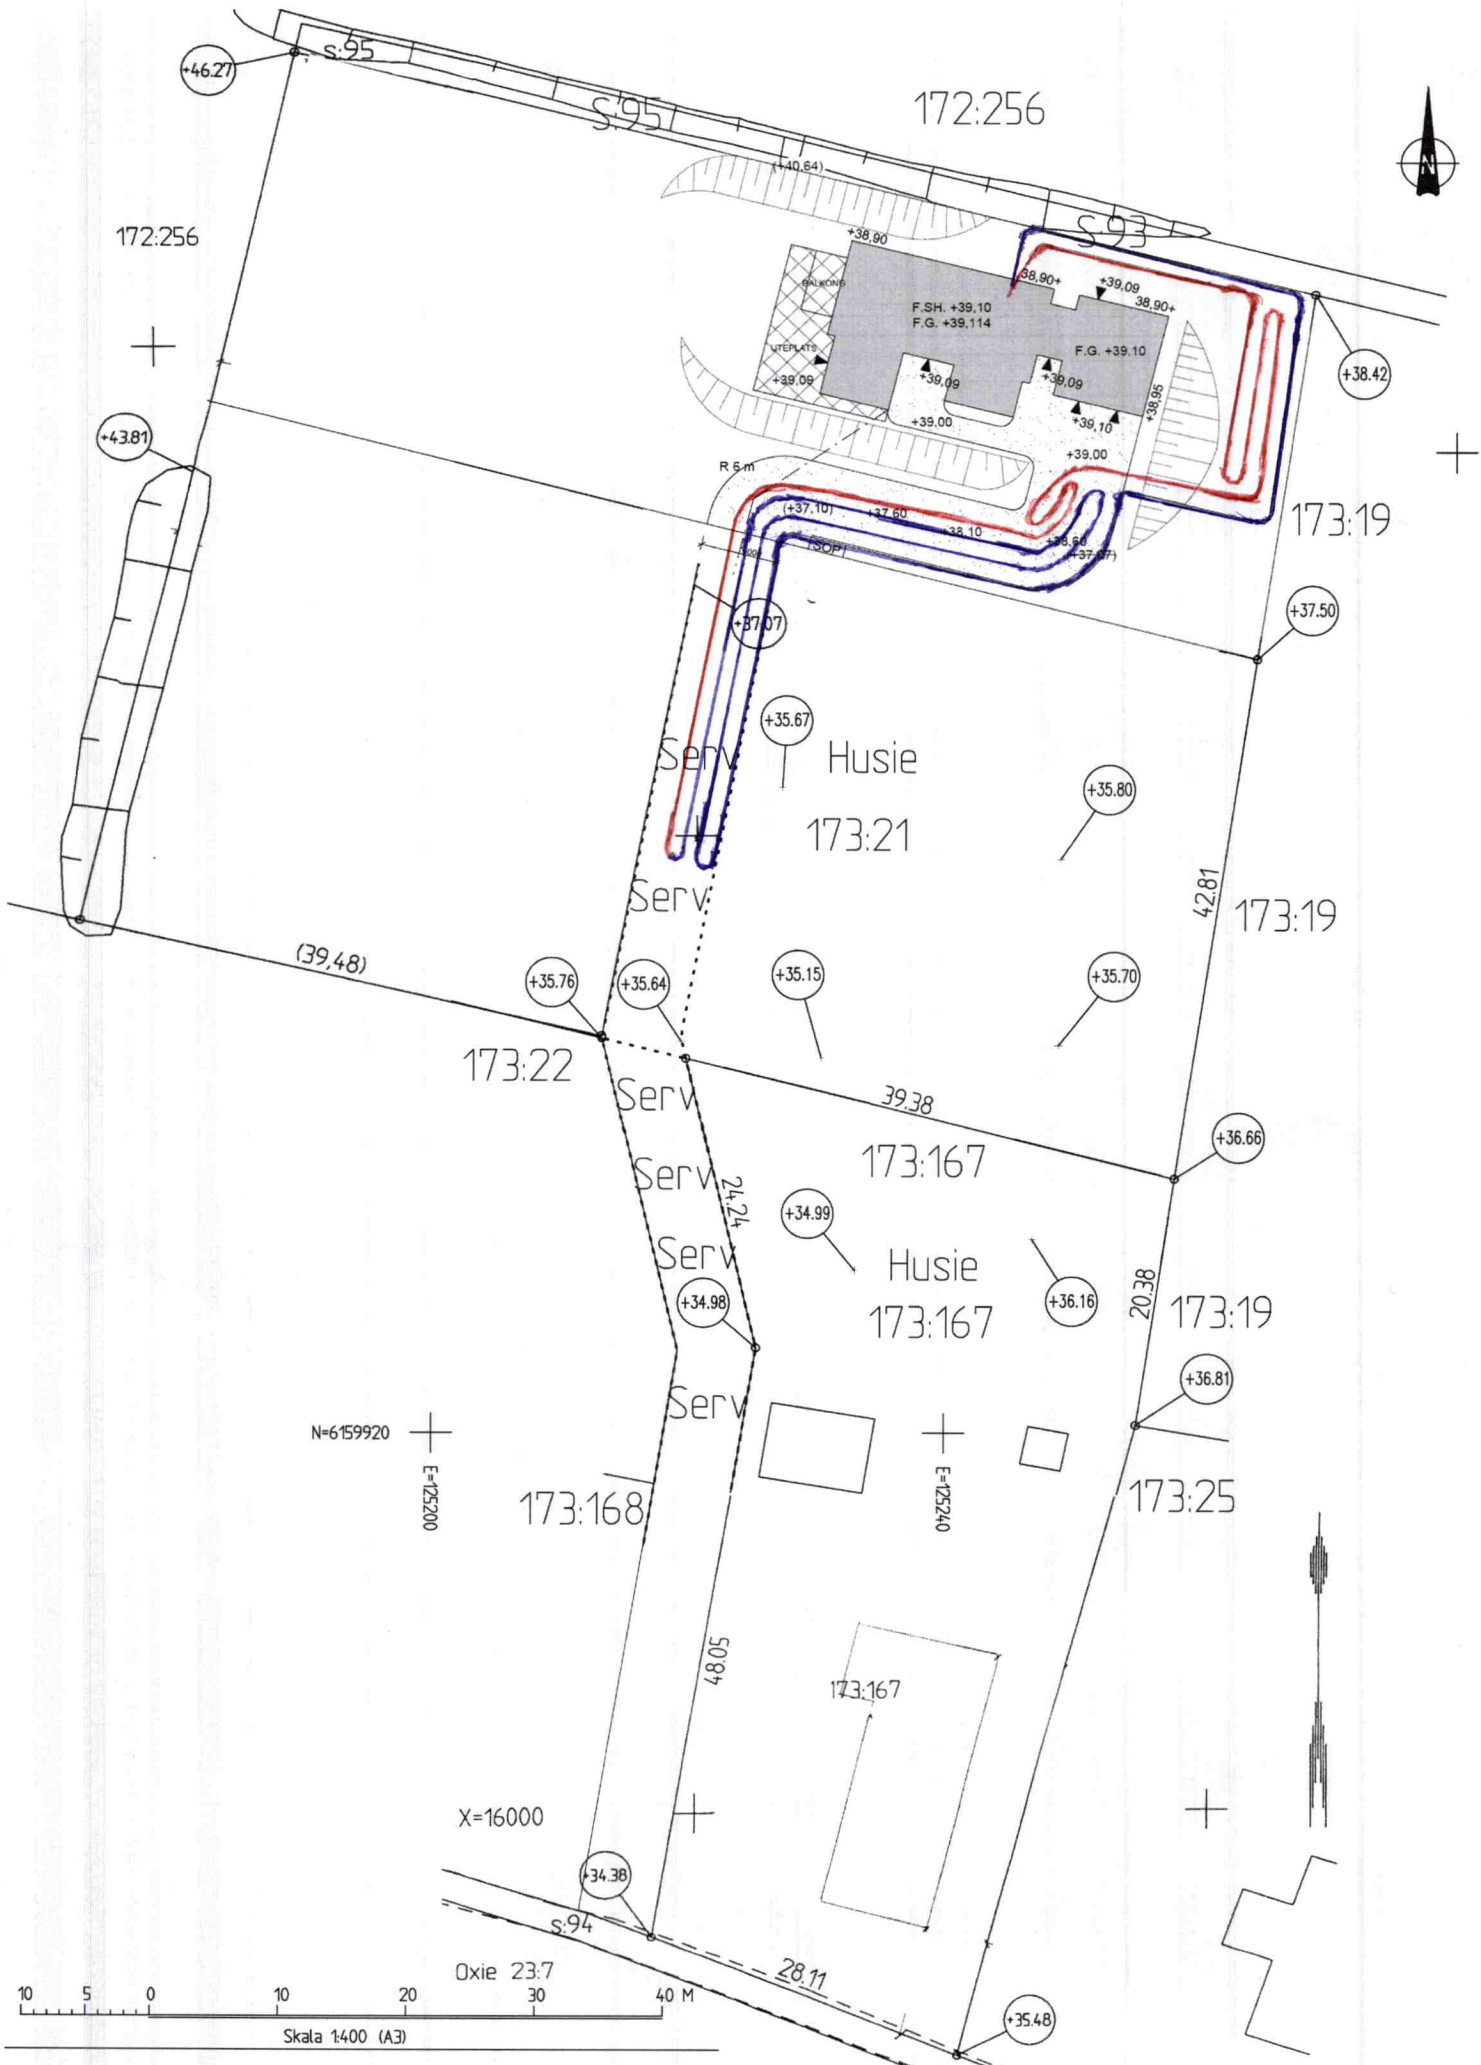 +46.27
S:95
S:95
172:256
N
(+40,64)
172:256
S:93
+38,90
BALKONG
38,90+
+39,09
38,90+
F.SH. +39,10
F.G. +39,114
UTEPLATS
F.G. +39,10
+38.42
+39,09
+39,09
+39,09
+38,95
+39,00
+39,10
+43.81
+39.00
R 6 m
(+37,10)
+37,60
+38,10
173:19
+38,60
(+37,07)
(SOP)
+37.07
+37.50
+35.67
Serv
Husie
+35.80
173:21
Serv
42.81
173:19
(39,48)
+35.76
+35.64
+35.15
+35.70
173:22
Serv
39.38
+36.66
173:167
Serv
24.24
+34.99
Serv
Husie
+34.98
+36.16
20.38
173:19
173:167
+36.81
Serv
N=6159920
E=125200
E=125240
173:168
173:25
48.05
173:167
X=16000
+34.38
S:94
Oxie 23:7
28.11
10 5 0 10 20 30 40 M
+35.48
Skala 1:400 (A3)